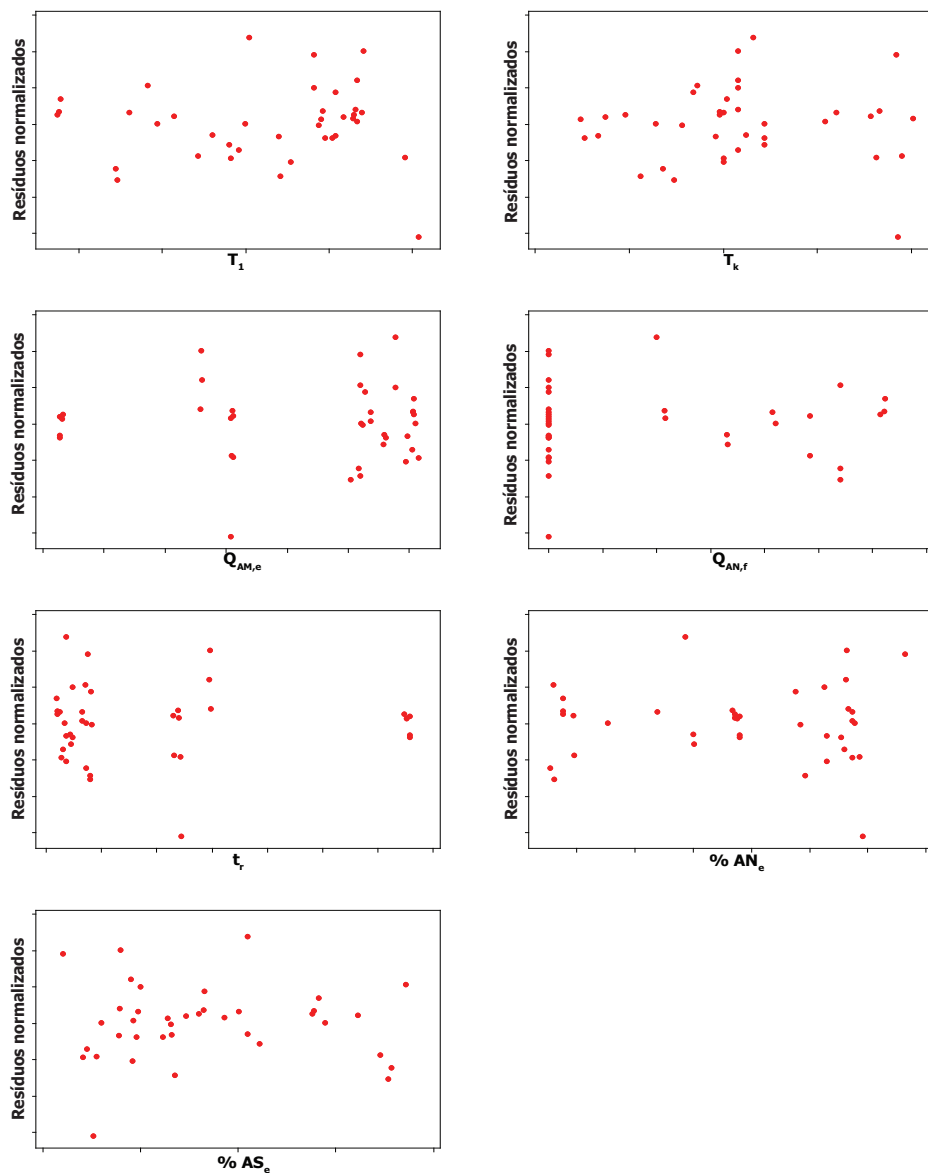 Resíduos normalizados
T1
Resíduos normalizados
Tk
Resíduos normalizados
QAM,e
Resíduos normalizados
QAN,f
Resíduos normalizados
tr
Resíduos normalizados
% ANe
Resíduos normalizados
% ASe